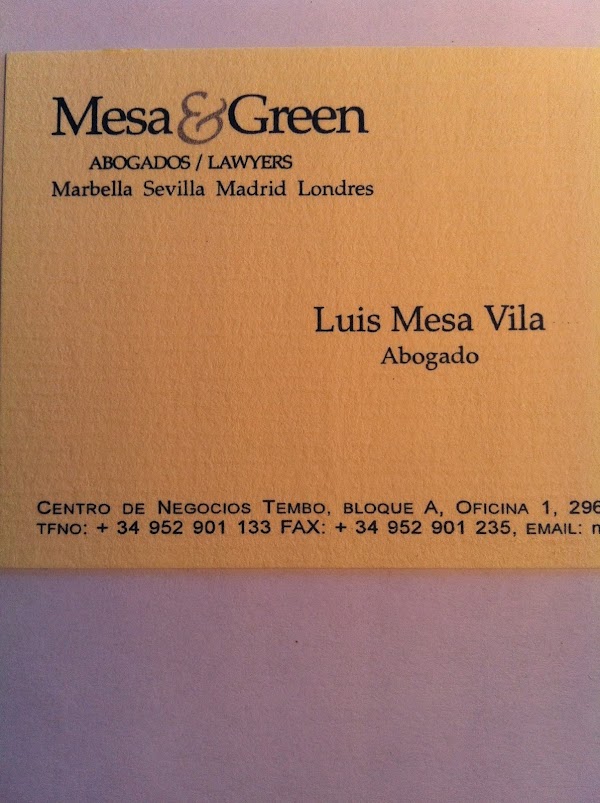 Mesa & Green
ABOGADOS / LAWYERS
Marbella Sevilla Madrid Londres
Luis Mesa Vila
Abogado
CENTRO DE NEGOCIOS TEMBO, BLOQUE A, OFICINA 1, 296
TFNO: + 34 952 901 133 FAX: + 34 952 901 235, EMAIL: